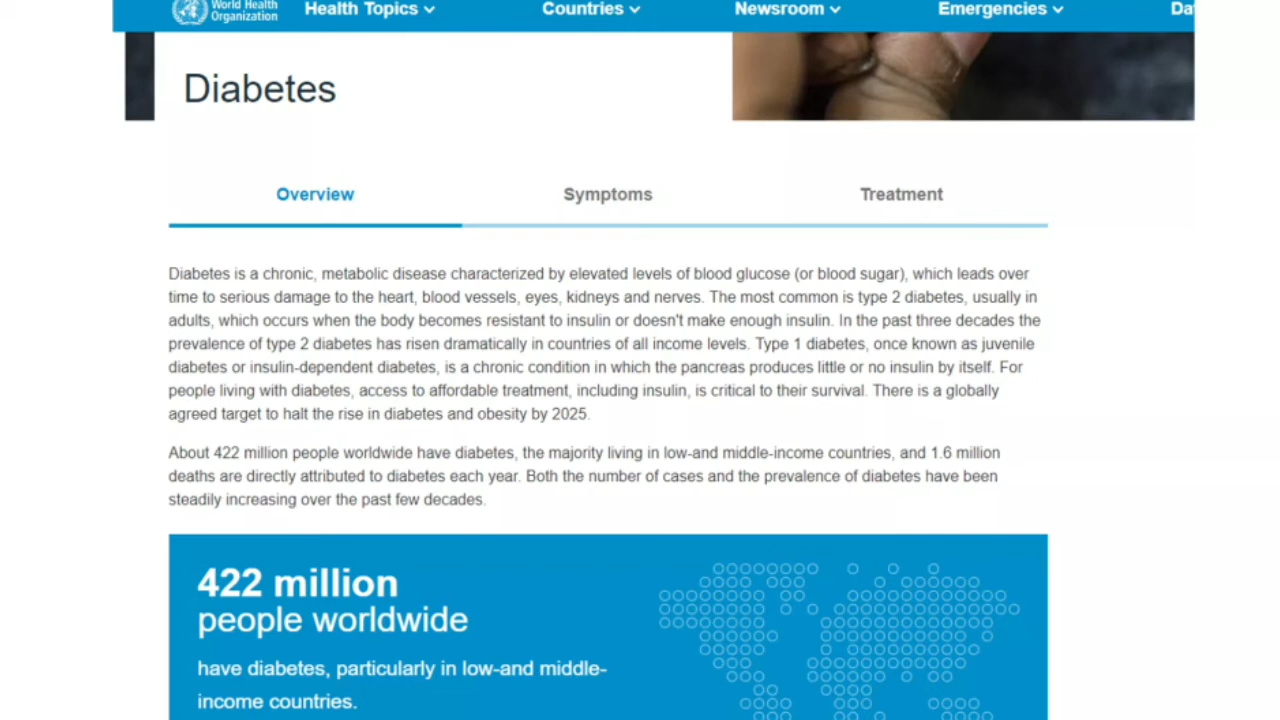 World Health
Organization
Health Topics
Countries
Newsroom
Emergencies
Diabetes
Overview
Symptoms
Treatment
Diabetes is a chronic, metabolic disease characterized by elevated levels of blood glucose (or blood sugar), which leads over
time to serious damage to the heart, blood vessels, eyes, kidneys and nerves. The most common is type 2 diabetes, usually in
adults, which occurs when the body becomes resistant to insulin or doesn't make enough insulin. In the past three decades the
prevalence of type 2 diabetes has risen dramatically in countries of all income levels. Type 1 diabetes, once known as juvenile
diabetes or insulin-dependent diabetes, is a chronic condition in which the pancreas produces little or no insulin by itself. For
people living with diabetes, access to affordable treatment, including insulin, is critical to their survival. There is a globally
agreed target to halt the rise in diabetes and obesity by 2025.
About 422 million people worldwide have diabetes, the majority living in low-and middle-income countries, and 1.6 million
deaths are directly attributed to diabetes each year. Both the number of cases and the prevalence of diabetes have been
steadily increasing over the past few decades.
422 million
people worldwide
have diabetes, particularly in low-and middle-
income countries.